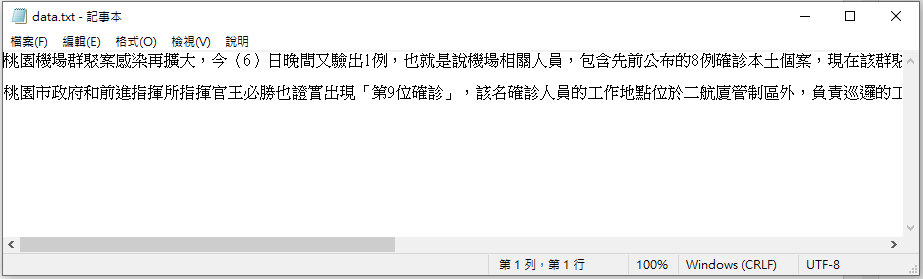 data.txt - 記事本
檔案(F) 編輯(E) 格式(O) 檢視(V) 說明
桃園機場群聚案感染再擴大，今（6）日晚間又驗出1例，也就是說機場相關人員，包含先前公布的8例確診本土個案，現在該群聚
桃園市政府和前進指揮所指揮官王必勝也證實出現「第9位確診」，該名確診人員的工作地點位於二航廈管制區外，負責巡邏的工
第 1 列，第 1 行 100% Windows (CRLF) UTF-8